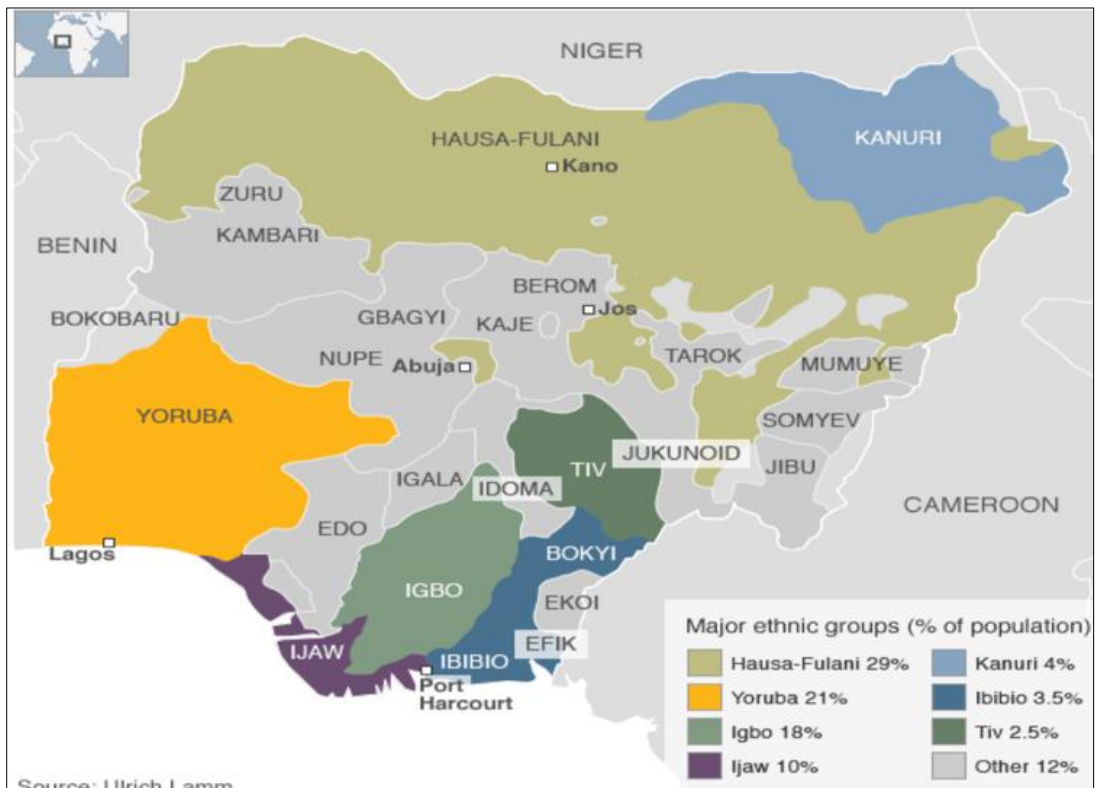 NIGER
HAUSA-FULANI
KANURI
Kano
ZURU
KAMBARI
BENIN
BEROM
BOKOBARU
GBAGYI
KAJE
Jos
NUPE
Abuja
TAROK
MUMUYE
YORUBA
SOMYEV
JUKUNOID
TIV
JIBU
IGALA
IDOMA
CAMEROON
EDO
Lagos
BOKYI
IGBO
EKOI
IJAW
IBIBIO
EFIK
Port
Harcourt
Major ethnic groups (% of population)
Hausa-Fulani 29%
Yoruba 21%
Igbo 18%
Ijaw 10%
Kanuri 4%
Ibibio 3.5%
Tiv 2.5%
Other 12%
Source: Ulrich Lamm